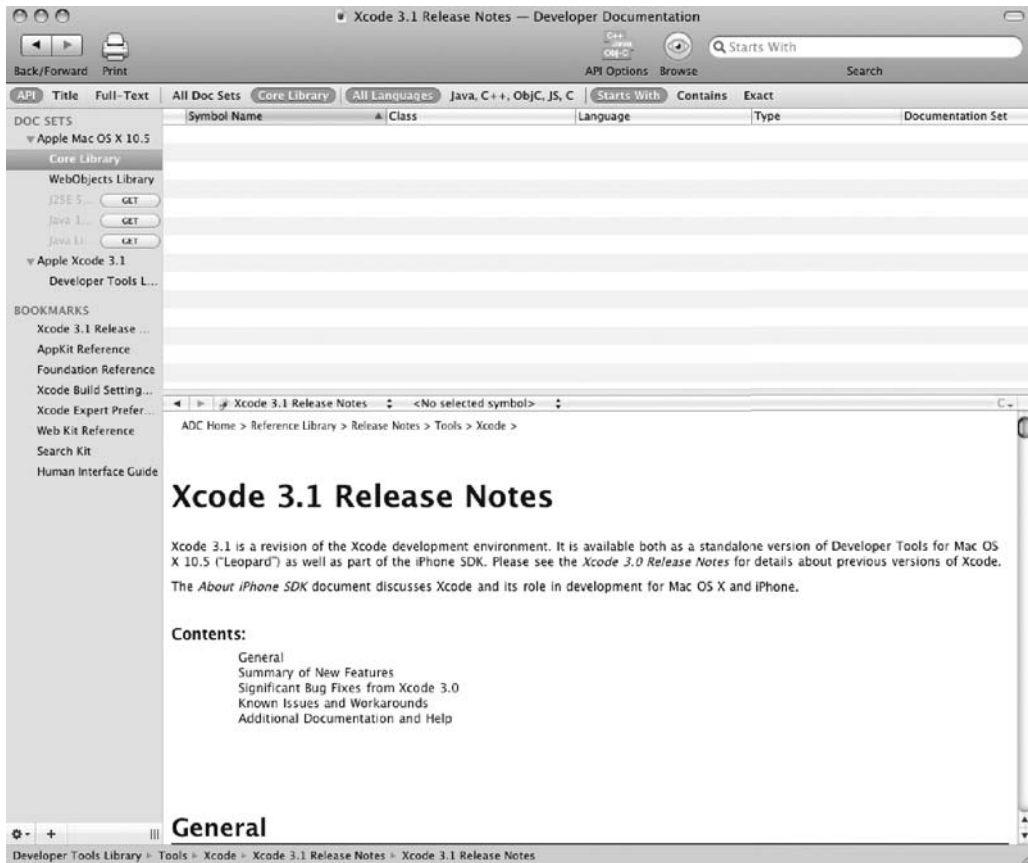 Xcode 3.1 Release Notes — Developer Documentation
C++
Java
Obj-C
Starts With
Back/Forward Print API Options Browse Search
API Title Full-Text All Doc Sets Core Library All Languages Java, C++, ObjC, JS, C Starts With Contains Exact
DOC SETS
Apple Mac OS X 10.5
Core Library
WebObjects Library
J2SE 5... GET
Java 1... GET
Java Li... GET
Apple Xcode 3.1
Developer Tools L...
BOOKMARKS
Xcode 3.1 Release ...
AppKit Reference
Foundation Reference
Xcode Build Setting...
Xcode Expert Prefer...
Web Kit Reference
Search Kit
Human Interface Guide
Symbol Name Class Language Type Documentation Set
Xcode 3.1 Release Notes <No selected symbol> C
ADC Home > Reference Library > Release Notes > Tools > Xcode >
Xcode 3.1 Release Notes
Xcode 3.1 is a revision of the Xcode development environment. It is available both as a standalone version of Developer Tools for Mac OS
X 10.5 ("Leopard") as well as part of the iPhone SDK. Please see the Xcode 3.0 Release Notes for details about previous versions of Xcode.
The About iPhone SDK document discusses Xcode and its role in development for Mac OS X and iPhone.
Contents:
General
Summary of New Features
Significant Bug Fixes from Xcode 3.0
Known Issues and Workarounds
Additional Documentation and Help
General
Developer Tools Library ▸ Tools ▸ Xcode ▸ Xcode 3.1 Release Notes ▸ Xcode 3.1 Release Notes